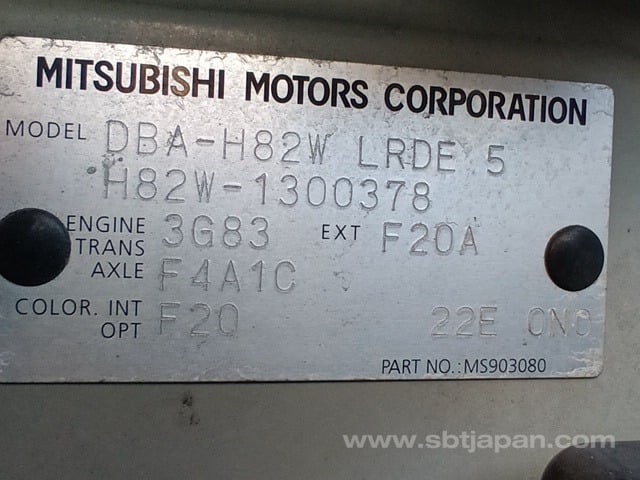 MITSUBISHI MOTORS CORPORATION
MODEL DBA-H82W LRDE 5
H82W-1300378
ENGINE 3G83 EXT F20A
TRANS
AXLE F4A1C
COLOR. INT F20 22E 0N0
OPT
PART NO.:MS903080
www.sbtjapan.com